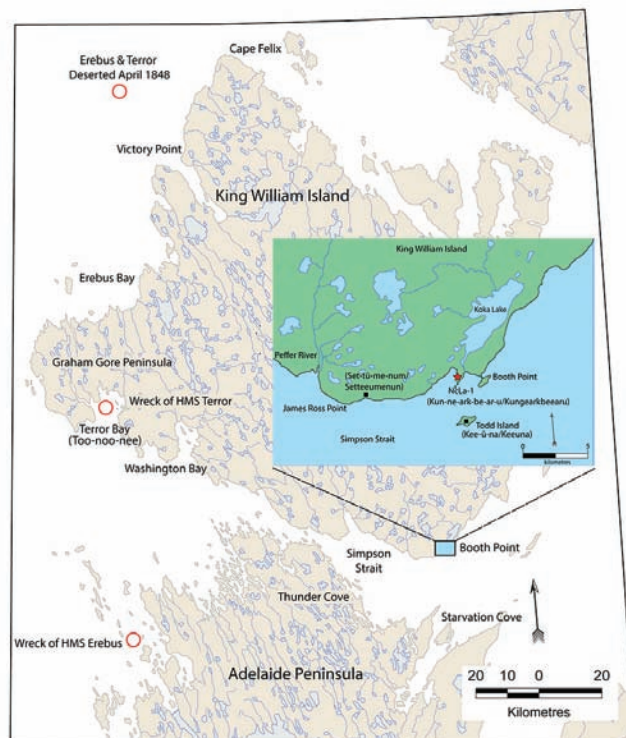 Cape Felix
Erebus & Terror
Deserted April 1848
Victory Point
King William Island
Erebus Bay
Graham Gore Peninsula
Wreck of HMS Terror
Terror Bay
(Too-noo-nee)
Washington Bay
King William Island
Koka Lake
Peffer River
(Set-tū-me-num/
Setteeumenun)
Booth Point
NcLa-1
(Kun-ne-ark-be-ar-u/Kungearkbeearu)
James Ross Point
Todd Island
(Kee-ū-na/Keeuna)
Simpson Strait
0 5
kilometres
Simpson
Strait
Booth Point
Thunder Cove
Starvation Cove
Wreck of HMS Erebus
Adelaide Peninsula
20 10 0 20
Kilometres